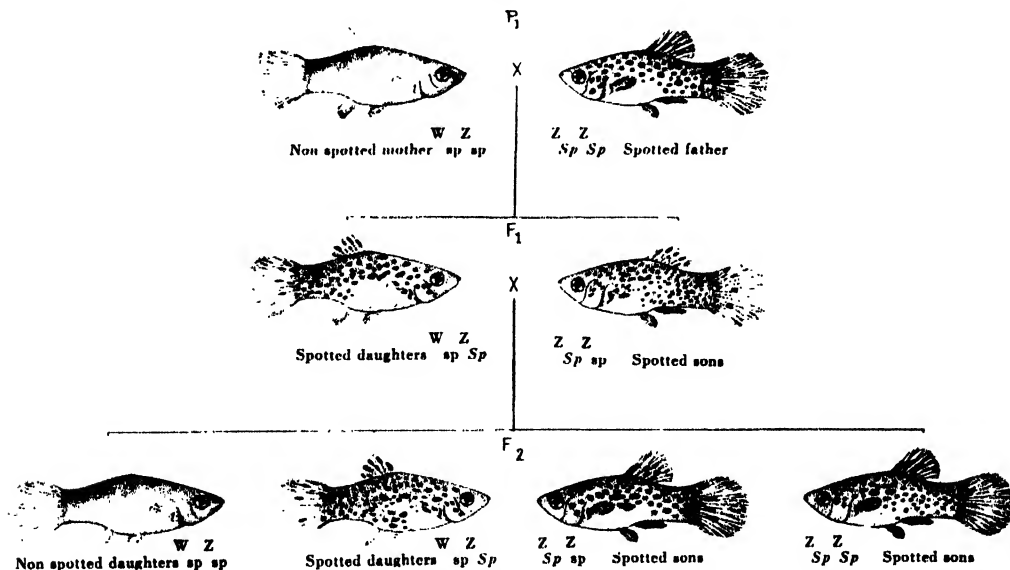 P1
X
W Z
Non spotted mother sp sp
Z Z
Sp Sp Spotted father
F1
X
W Z
Spotted daughters sp Sp
Z Z
Sp sp Spotted sons
F2
W Z
Non spotted daughters sp sp
W Z
Spotted daughters sp Sp
Z Z
Sp sp Spotted sons
Z Z
Sp Sp Spotted sons